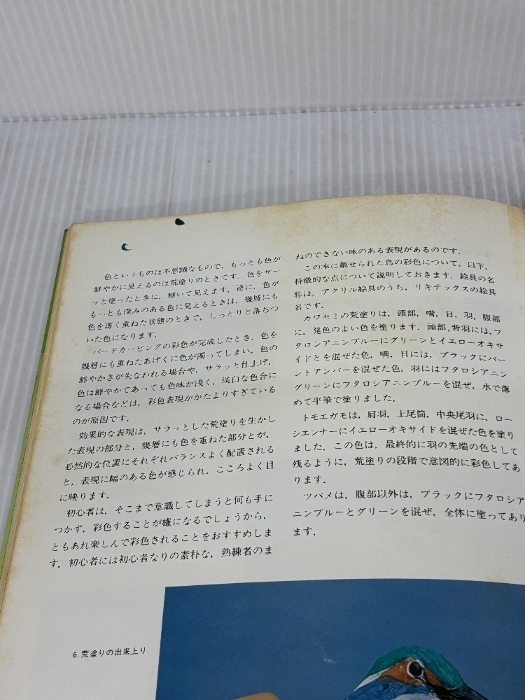 色というものは不思議なもので、もっとも色が
鮮やかに見えるのは荒塗りのときです。色をサー
ッと塗ったときに、輝いて見えます。逆に、色が
もっとも深みのある色に見えるときは、幾層にも
色を薄く重ねた状態のときで、しっとりと落ちつ
いた色になります。
バードカービングの彩色が完成したとき、色を
幾層にも重ねたあげくに色が濁ってしまい、色の
鮮やかさが失なわれる場合や、サラッと仕上げ、
色は鮮やかであっても色味が浅く、淡白な色合に
なる場合などは、彩色表現がかたよりすぎている
のが原因です。
効果的な表現は、サラッとした荒塗りを生かし
た表現の部分と、幾層にも色を重ねた部分とが、
必然的な位置にそれぞれバランスよく配置される
と、表現に幅のある色が感じられ、こころよく目
に映ります。
初心者は、そこまで意識してしまうと何も手に
つかず、彩色することが嫌になるでしょうから、
ともあれ楽しんで彩色されることをおすすめしま
す。初心者には初心者なりの素朴な、熟練者のま
ねのできない味のある表現があるのです。
この本に載せられた鳥の彩色について、以下、
特徴的な点について説明しておきます。絵具の名
称は、アクリル絵具のうち、リキテックスの絵具
名です。
カワセミの荒塗りは、頭部、嘴、目、羽、腹部
に、発色のよい色を塗ります。頭部、背羽には、フ
タロシアニンブルーにグリーンとイエローオキサ
イドとを混ぜた色。嘴、目には、ブラックにバー
ントアンバーを混ぜた色。羽にはフタロシアニン
グリーンにフタロシアニンブルーを混ぜ、水で薄
めて平筆で塗りました。
トモエガモは、肩羽、上尾筒、中央尾羽に、ロー
シエンナーにイエローオキサイドを混ぜた色を塗り
ました。この色は、最終的に羽の先端の色として
残るように、荒塗りの段階で意図的に彩色してあ
ります。
ツバメは、腹部以外は、ブラックにフタロシア
ニンブルーとグリーンを混ぜ、全体に塗ってあり
ます。
6.荒塗りの出来上り